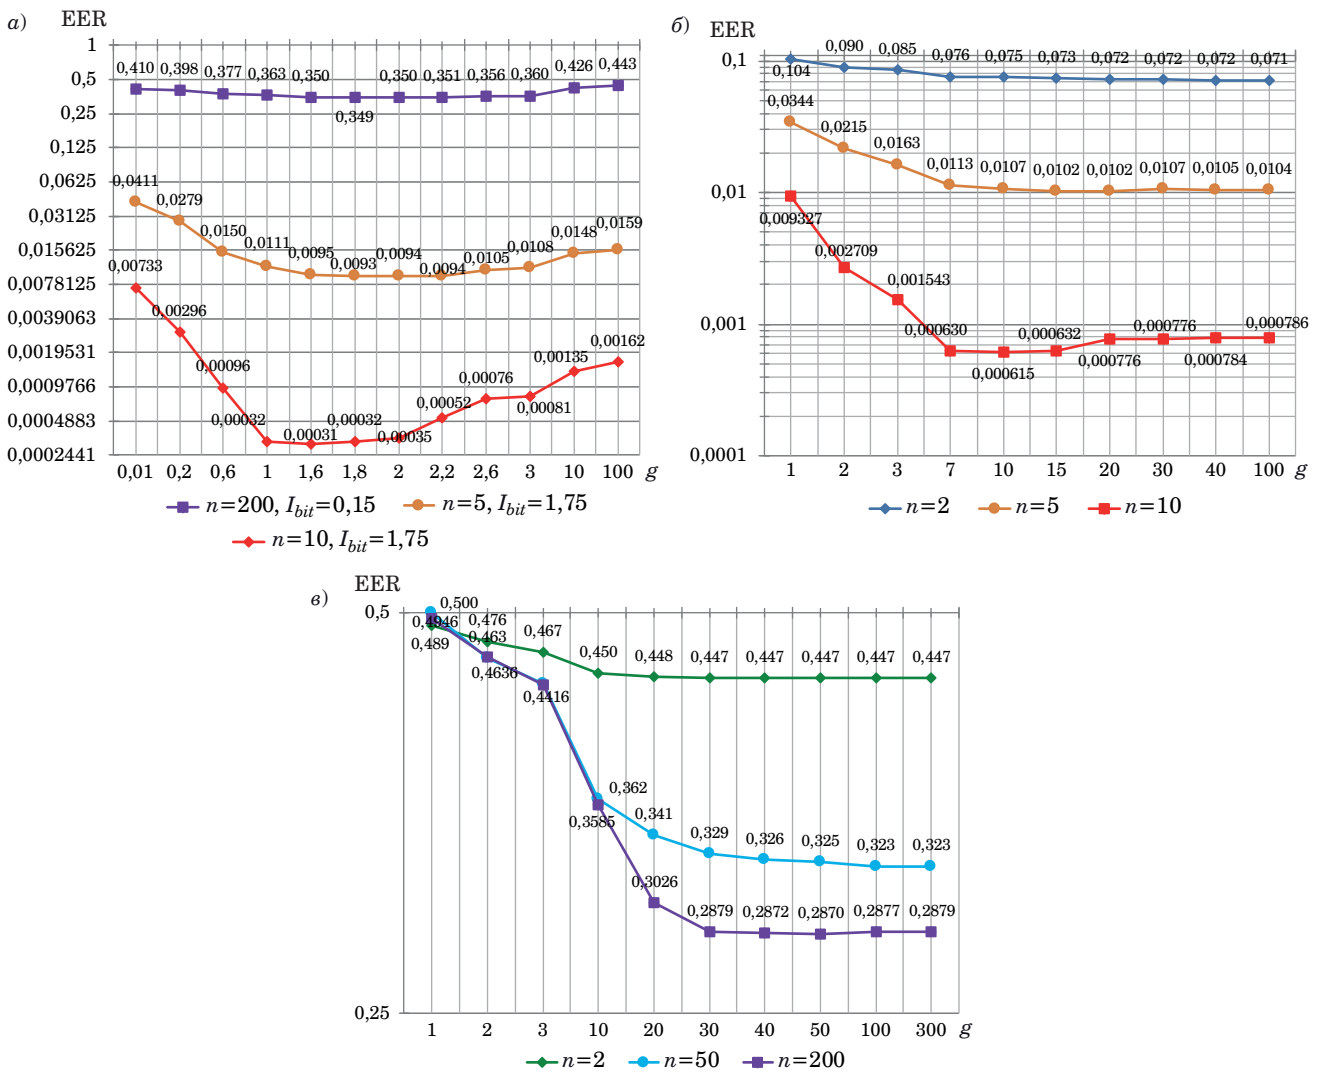 а)
EER
1
0,5
0,25
0,125
0,0625
0,03125
0,015625
0,0078125
0,0039063
0,0019531
0,0009766
0,0004883
0,0002441
0,410 0,398 0,377 0,363 0,350 0,349 0,350 0,351 0,356 0,360 0,426 0,443
0,0411 0,0279 0,0150 0,0111 0,0095 0,0093 0,0094 0,0094 0,0105 0,0108 0,0148 0,0159
0,00733 0,00296 0,00096 0,00032 0,00031 0,00032 0,00035 0,00052 0,00076 0,00081 0,00135 0,00162
0,01 0,2 0,6 1 1,6 1,8 2 2,2 2,6 3 10 100 g
n=200, Ibit=0,15 n=5, Ibit=1,75
n=10, Ibit=1,75
б)
EER
0,1
0,01
0,001
0,0001
0,104 0,090 0,085 0,076 0,075 0,073 0,072 0,072 0,072 0,071
0,0344 0,0215 0,0163 0,0113 0,0107 0,0102 0,0102 0,0107 0,0105 0,0104
0,009327 0,002709 0,001543 0,000630 0,000615 0,000632 0,000776 0,000776 0,000784 0,000786
1 2 3 7 10 15 20 30 40 100 g
n=2 n=5 n=10
в)
EER
0,5
0,25
0,489 0,476 0,467 0,450 0,448 0,447 0,447 0,447 0,447 0,447
0,500 0,463 0,362 0,341 0,329 0,326 0,325 0,323 0,323
0,4946 0,4636 0,4416 0,3585 0,3026 0,2879 0,2872 0,2870 0,2877 0,2879
1 2 3 10 20 30 40 50 100 300 g
n=2 n=50 n=200